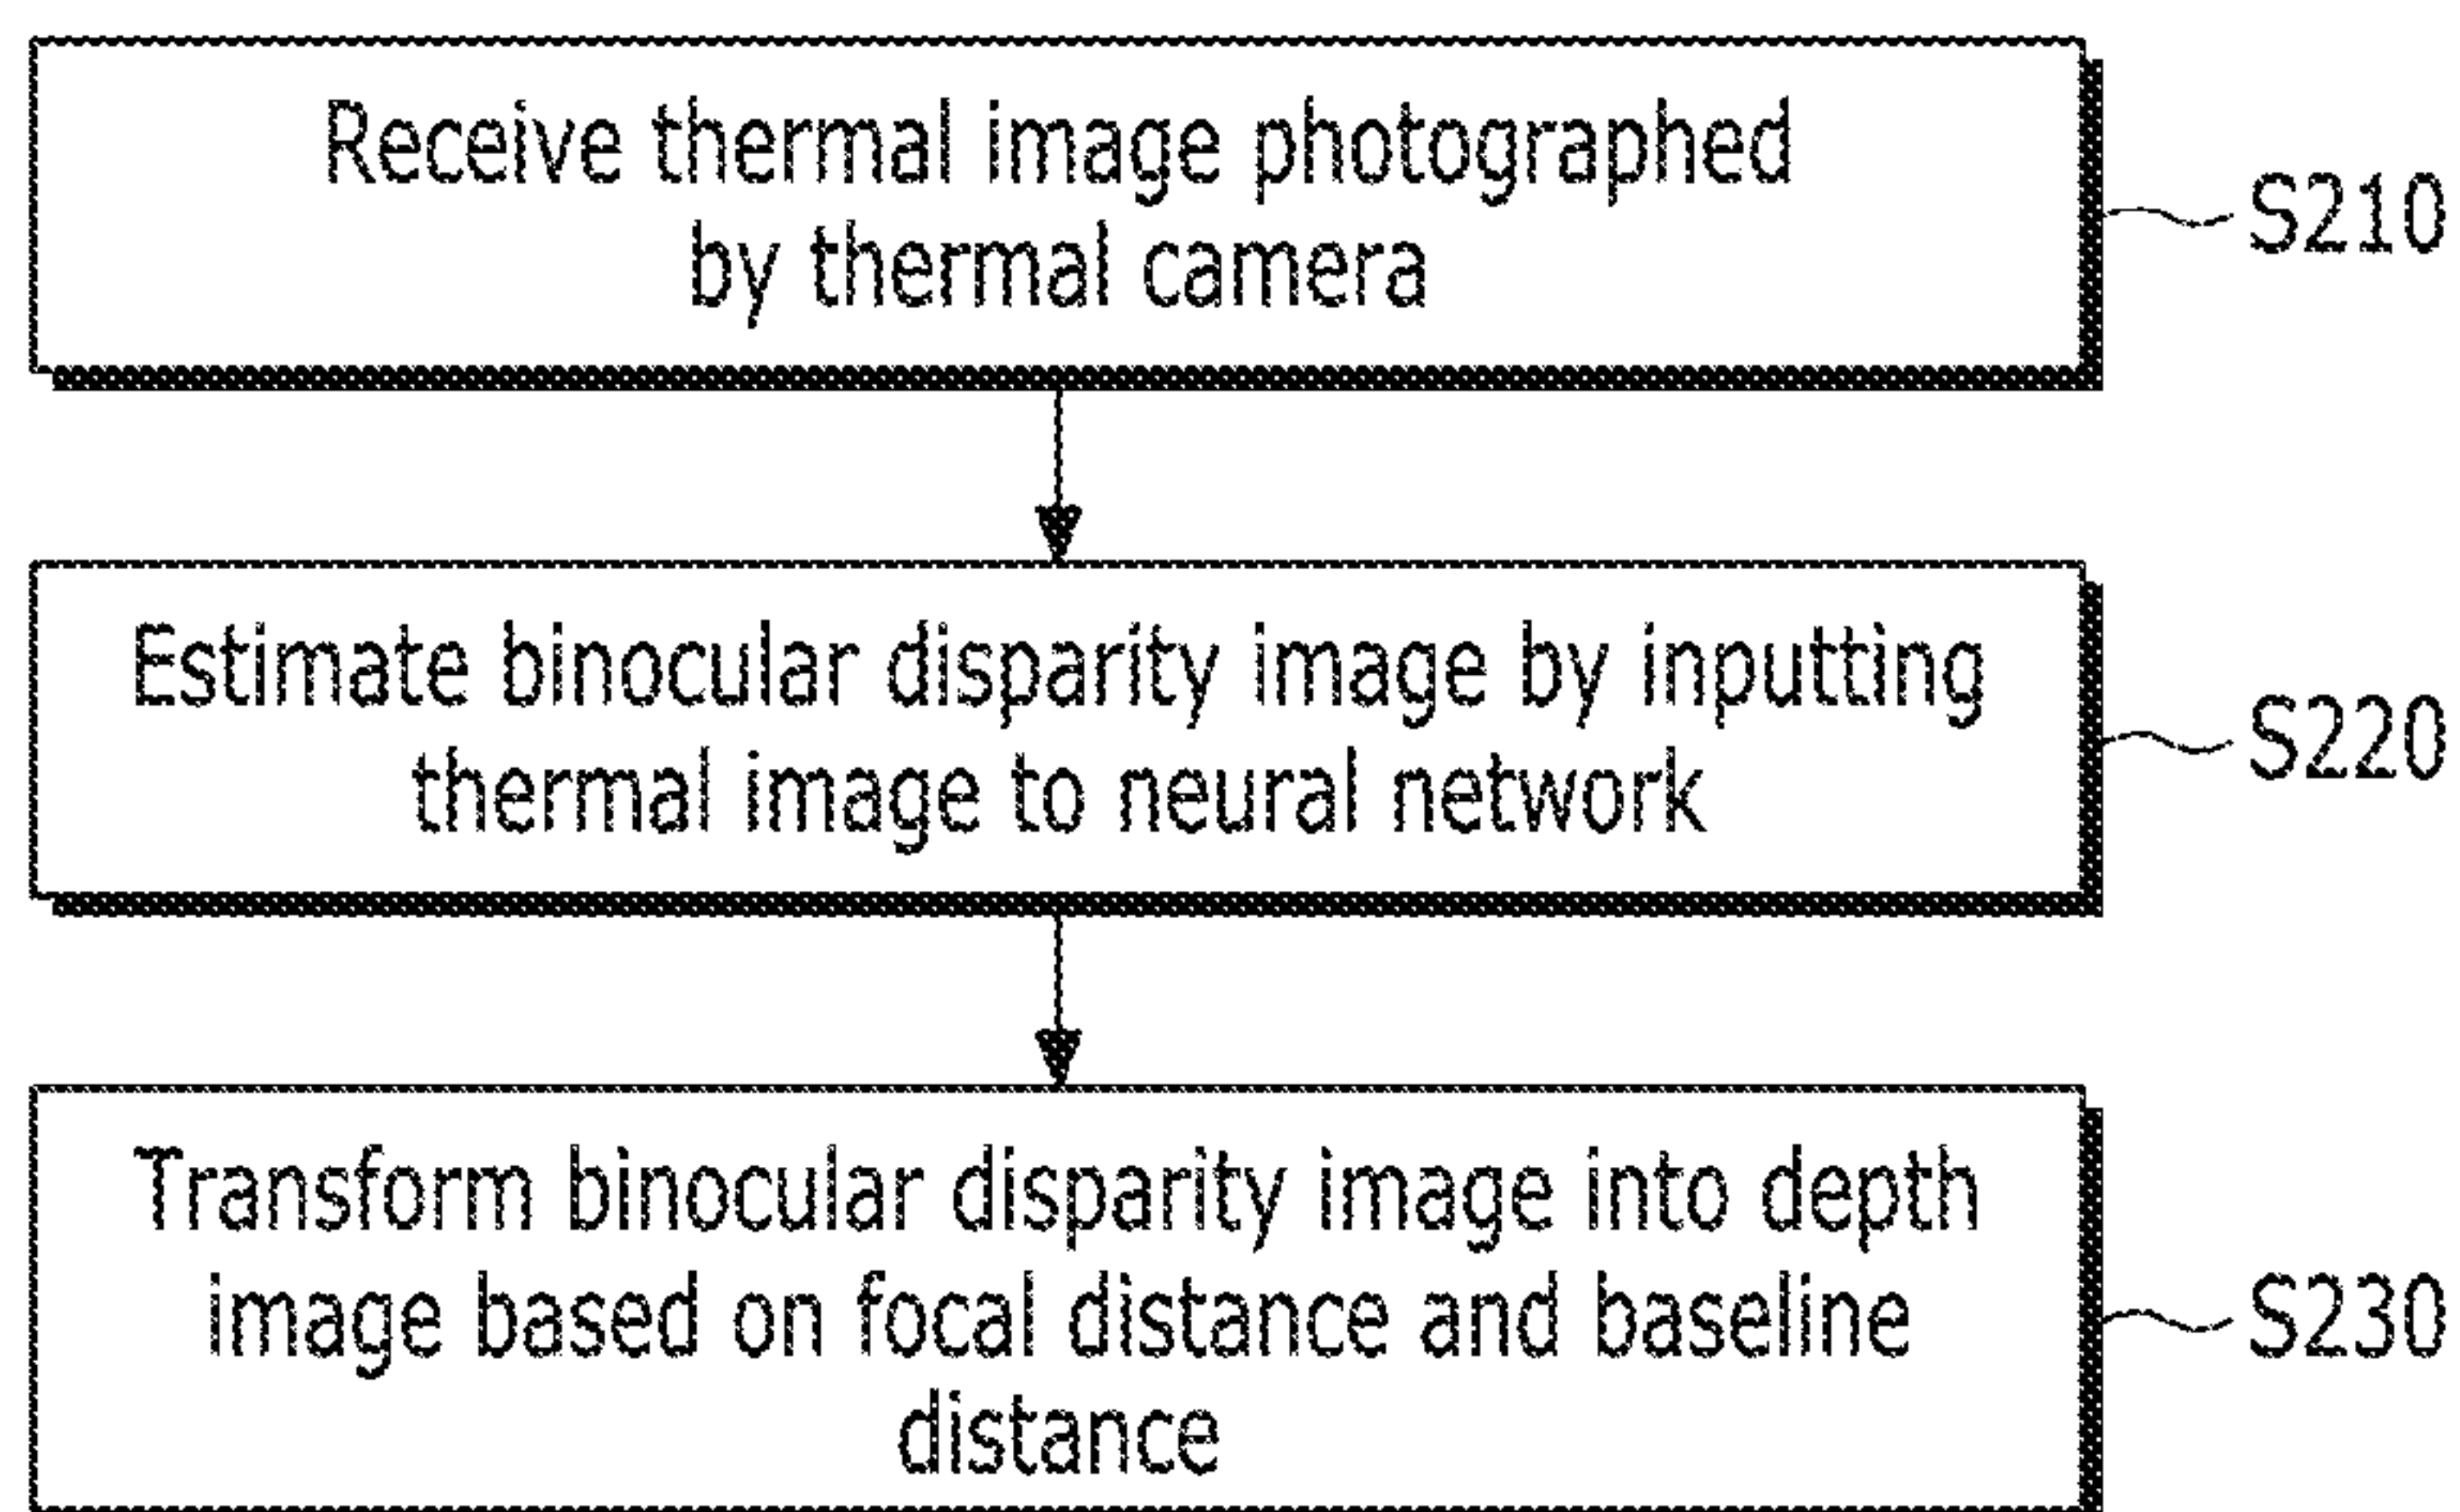 Receive thermal image photographed
by thermal camera
S210
Estimate binocular disparity image by inputting
thermal image to neural network
S220
Transform binocular disparity image into depth
image based on focal distance and baseline
distance
S230